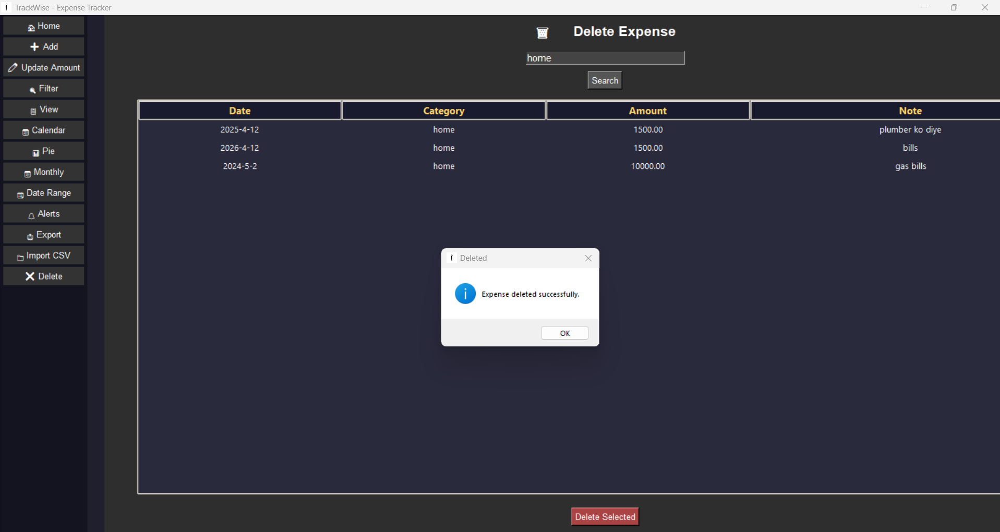 TrackWise - Expense Tracker
Home
Add
Update Amount
Filter
View
Calendar
Pie
Monthly
Date Range
Alerts
Export
Import CSV
Delete
Delete Expense
home
Search
Date Category Amount Note
2025-4-12 home 1500.00 plumber ko diye
2026-4-12 home 1500.00 bills
2024-5-2 home 10000.00 gas bills
Deleted
Expense deleted successfully.
OK
Delete Selected